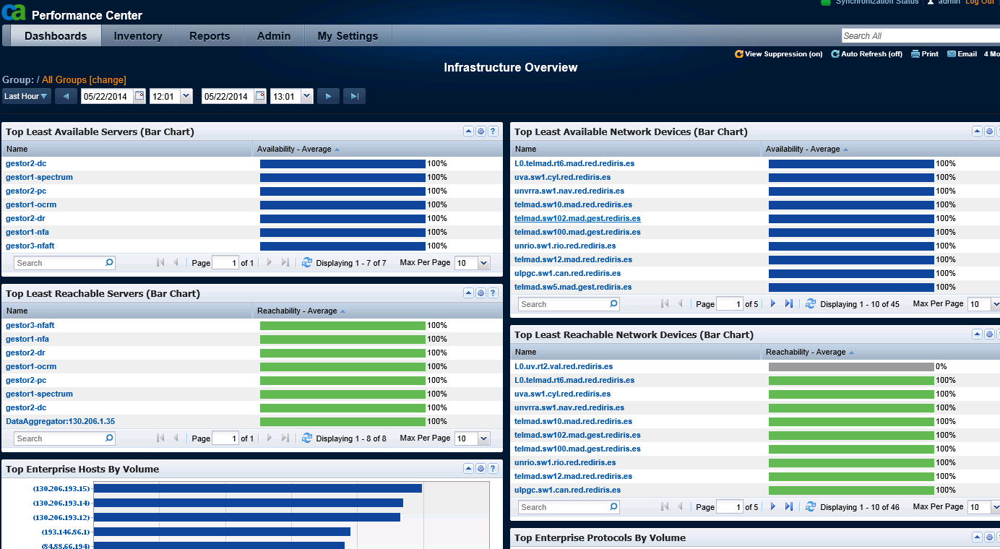 Synchronization Status admin Log Out
ca Performance Center
Dashboards Inventory Reports Admin My Settings Search All
View Suppression (on) Auto Refresh (off) Print Email 4 Mo
Infrastructure Overview
Group: / All Groups [change]
Last Hour 05/22/2014 12:01 - 05/22/2014 13:01
Top Least Available Servers (Bar Chart)
Name Availability - Average
gestor2-dc 100%
gestor1-spectrum 100%
gestor2-pc 100%
gestor1-ocrm 100%
gestor2-dr 100%
gestor1-nfa 100%
gestor3-nfaft 100%
Search Page 1 of 1 Displaying 1 - 7 of 7 Max Per Page 10
Top Least Reachable Servers (Bar Chart)
Name Reachability - Average
gestor3-nfaft 100%
gestor1-nfa 100%
gestor2-dr 100%
gestor1-ocrm 100%
gestor2-pc 100%
gestor1-spectrum 100%
gestor2-dc 100%
DataAggregator:130.206.1.35 100%
Search Page 1 of 1 Displaying 1 - 8 of 8 Max Per Page 10
Top Enterprise Hosts By Volume
(130.206.193.15)
(130.206.193.14)
(130.206.193.12)
(193.146.86.1)
(84.88.66.194)
Top Least Available Network Devices (Bar Chart)
Name Availability - Average
L0.telmad.rt6.mad.red.rediris.es 100%
uva.sw1.cyl.red.rediris.es 100%
unvrra.sw1.nav.red.rediris.es 100%
telmad.sw10.mad.red.rediris.es 100%
telmad.sw102.mad.gest.rediris.es 100%
telmad.sw100.mad.gest.rediris.es 100%
unrio.sw1.rio.red.rediris.es 100%
telmad.sw12.mad.red.rediris.es 100%
ulpgc.sw1.can.red.rediris.es 100%
telmad.sw5.mad.gest.rediris.es 100%
Search Page 1 of 5 Displaying 1 - 10 of 45 Max Per Page 10
Top Least Reachable Network Devices (Bar Chart)
Name Reachability - Average
L0.uv.rt2.val.red.rediris.es 0%
L0.telmad.rt6.mad.red.rediris.es 100%
uva.sw1.cyl.red.rediris.es 100%
unvrra.sw1.nav.red.rediris.es 100%
telmad.sw10.mad.red.rediris.es 100%
telmad.sw102.mad.gest.rediris.es 100%
telmad.sw100.mad.gest.rediris.es 100%
unrio.sw1.rio.red.rediris.es 100%
telmad.sw12.mad.red.rediris.es 100%
ulpgc.sw1.can.red.rediris.es 100%
Search Page 1 of 5 Displaying 1 - 10 of 46 Max Per Page 10
Top Enterprise Protocols By Volume